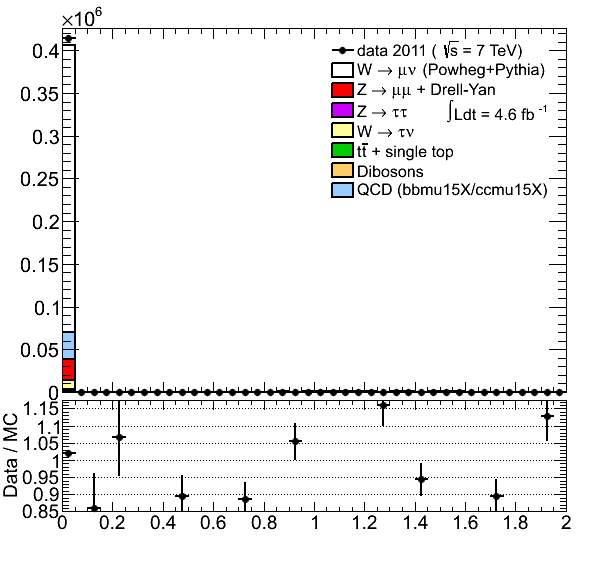 ×10⁶
0.4
0.35
0.3
0.25
0.2
0.15
0.1
0.05
0
data 2011 ( √s = 7 TeV)
W → μν (Powheg+Pythia)
Z → μμ + Drell-Yan
Z → ττ
∫Ldt = 4.6 fb⁻¹
W → τν
tt̅ + single top
Dibosons
QCD (bbmu15X/ccmu15X)
Data / MC
1.15
1.1
1.05
1
0.95
0.9
0.85
0 0.2 0.4 0.6 0.8 1 1.2 1.4 1.6 1.8 2